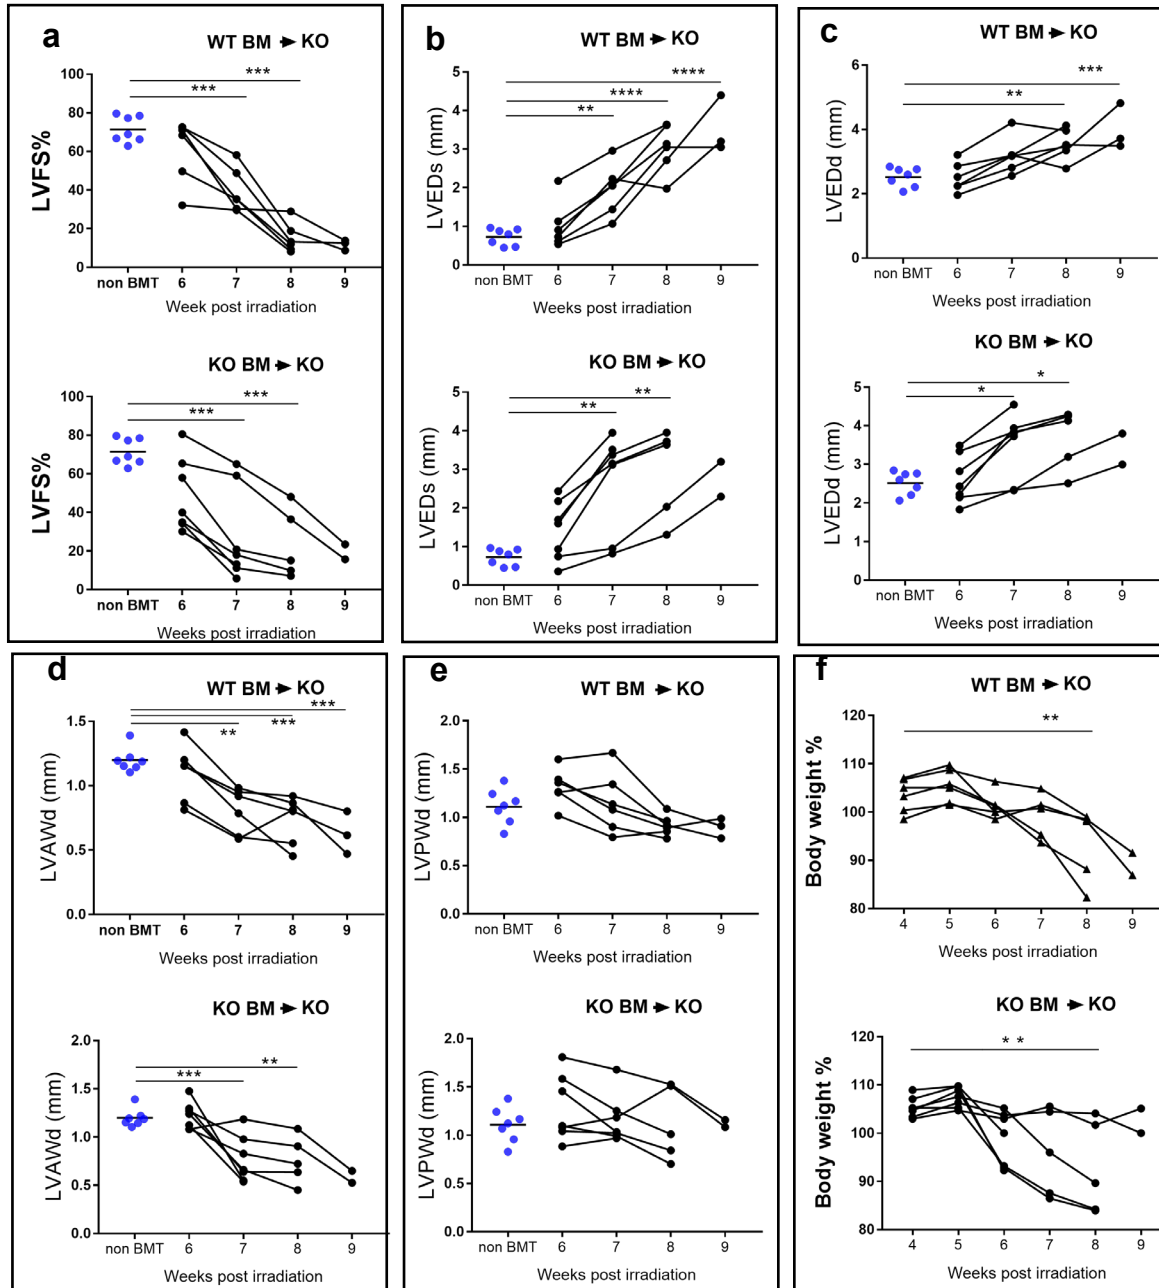 a
WT BM ➔ KO
***
***
100
80
60
40
20
0
LVFS%
non BMT 6 7 8 9
Week post irradiation
KO BM ➔ KO
***
***
100
80
60
40
20
0
LVFS%
non BMT 6 7 8 9
Weeks post irradiation
b
WT BM ➔ KO
****
****
**
5
4
3
2
1
0
LVEDs (mm)
non BMT 6 7 8 9
Weeks post irradiation
KO BM ➔ KO
**
**
5
4
3
2
1
0
LVEDs (mm)
non BMT 6 7 8 9
Weeks post irradiation
c
WT BM ➔ KO
***
**
6
4
2
0
LVEDd (mm)
non BMT 6 7 8 9
Weeks post irradiation
KO BM ➔ KO
*
*
5
4
3
2
1
0
LVEDd (mm)
non BMT 6 7 8 9
Weeks post irradiation
d
WT BM ➔ KO
***
***
**
1.5
1.0
0.5
0.0
LVAWd (mm)
non BMT 6 7 8 9
Weeks post irradiation
KO BM ➔ KO
**
***
2.0
1.5
1.0
0.5
0.0
LVAWd (mm)
non BMT 6 7 8 9
Weeks post irradiation
e
WT BM ➔ KO
2.0
1.5
1.0
0.5
0.0
LVPWd (mm)
non BMT 6 7 8 9
Weeks post irradiation
KO BM ➔ KO
2.0
1.5
1.0
0.5
0.0
LVPWd (mm)
non BMT 6 7 8 9
Weeks post irradiation
f
WT BM ➔ KO
**
120
110
100
90
80
Body weight %
4 5 6 7 8 9
Weeks post irradiation
KO BM ➔ KO
* *
120
110
100
90
80
Body weight %
4 5 6 7 8 9
Weeks post irradiation